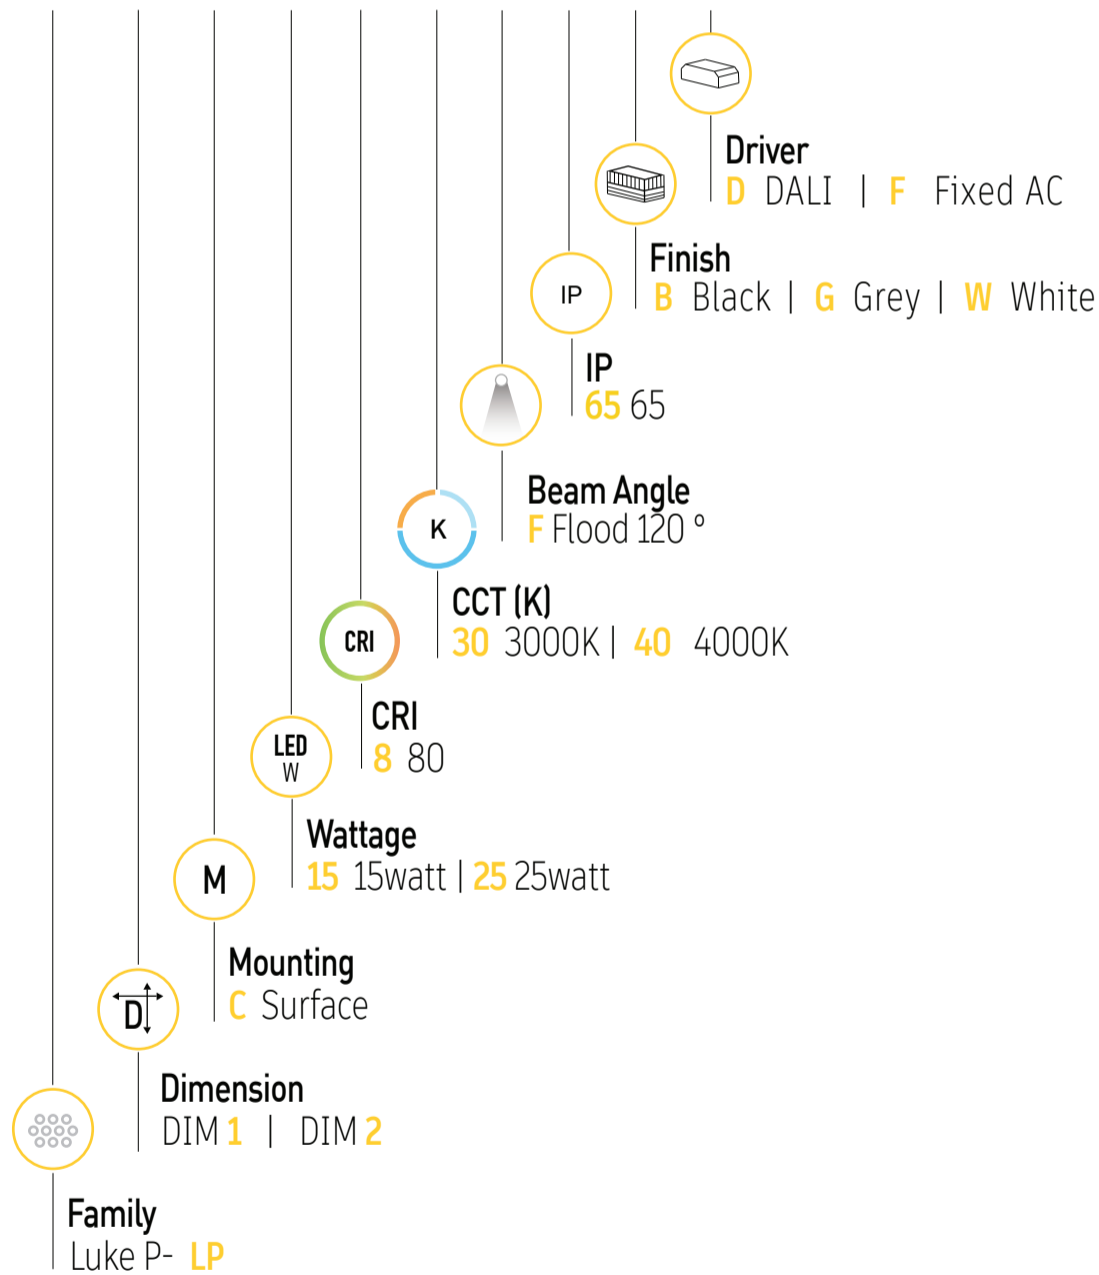 Driver
D DALI | F Fixed AC
Finish
B Black | G Grey | W White
IP
IP
65 65
Beam Angle
F Flood 120 º
K
CCT (K)
30 3000K | 40 4000K
CRI
CRI
8 80
LED
W
Wattage
15 15watt | 25 25watt
M
Mounting
C Surface
D
Dimension
DIM 1 | DIM 2
Family
Luke P- LP